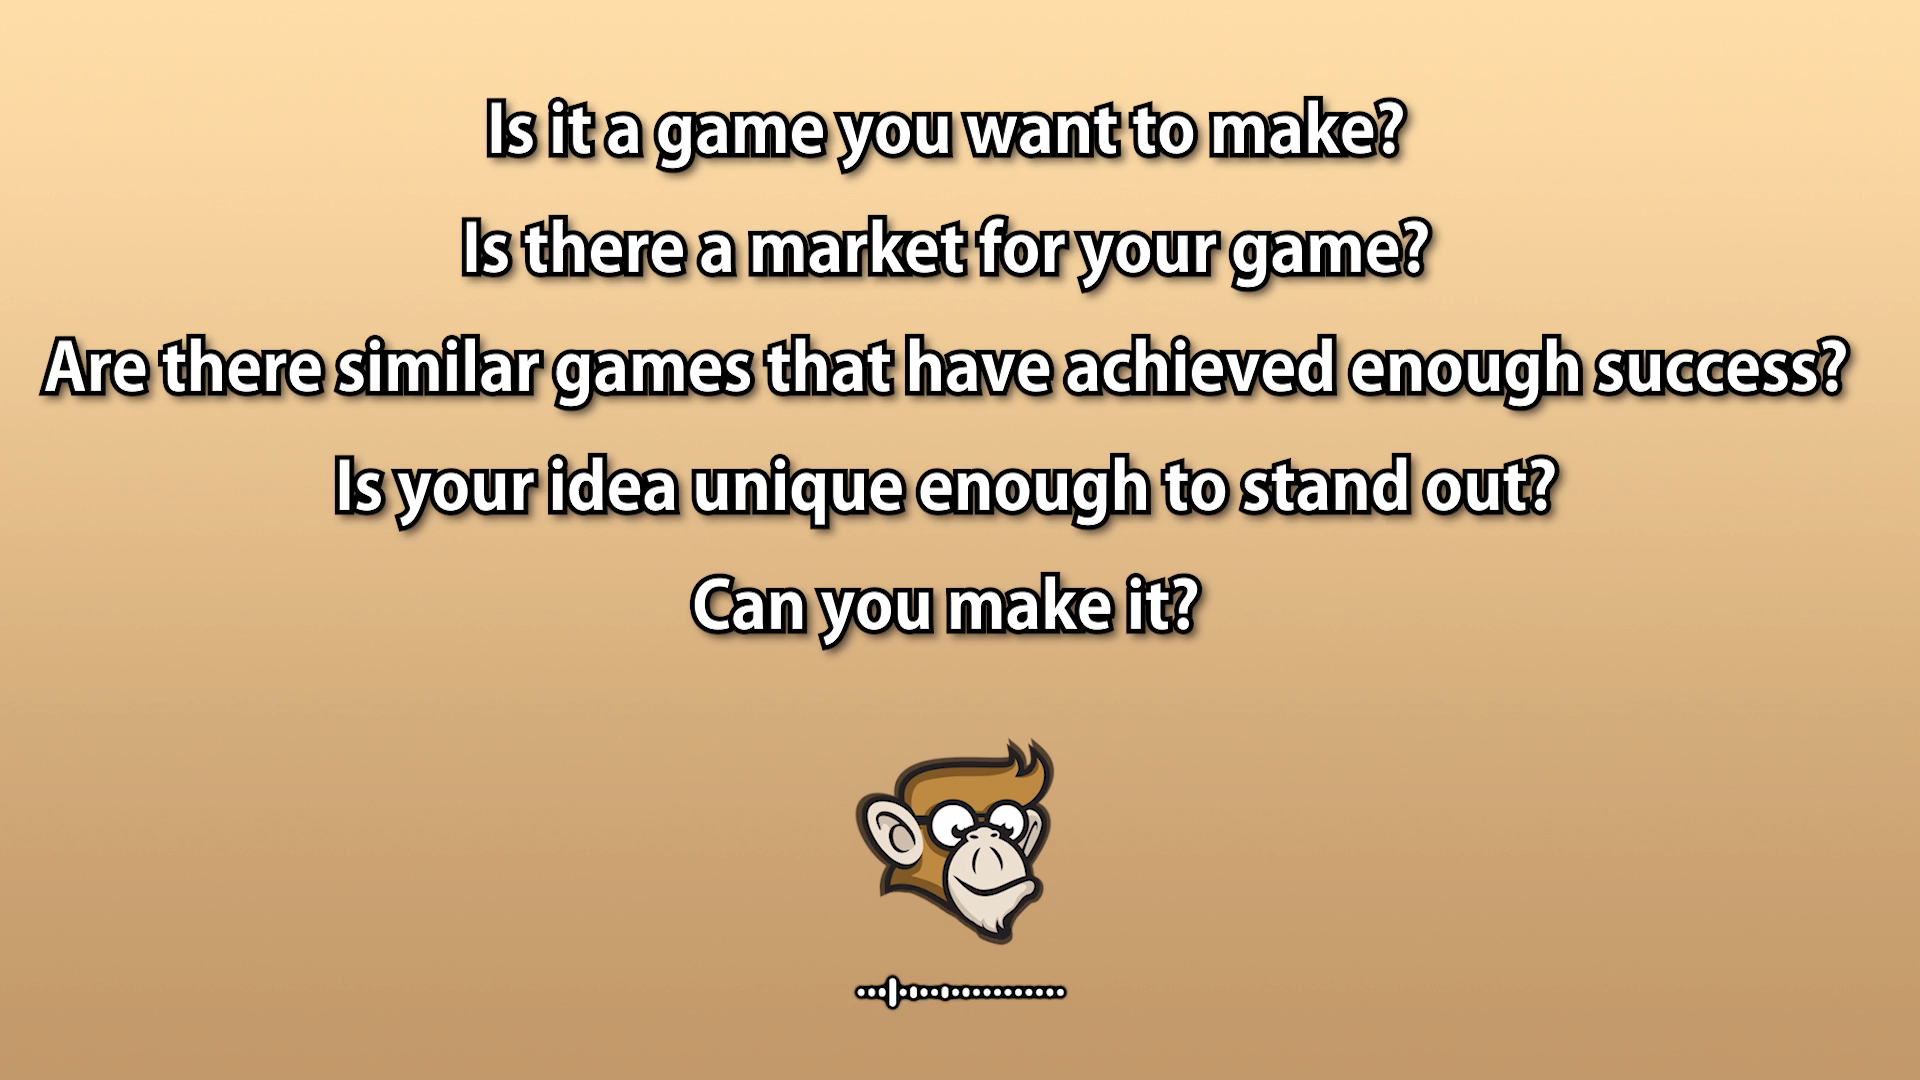 Is it a game you want to make?
Is there a market for your game?
Are there similar games that have achieved enough success?
Is your idea unique enough to stand out?
Can you make it?